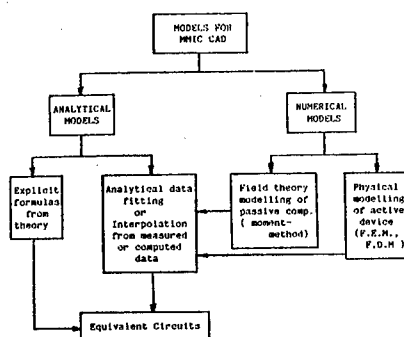 MODELS FOR
MMIC CAD
ANALYTICAL
MODELS
NUMERICAL
MODELS
Explicit
formulas
from
theory
Analytical data
fitting
or
Interpolation
from measured
or computed
data
Field theory
modelling of
passive comp.
( moment-
method)
Physical
modelling
of active
device
(F.E.M.,
F.D.M )
Equivalent Circuits